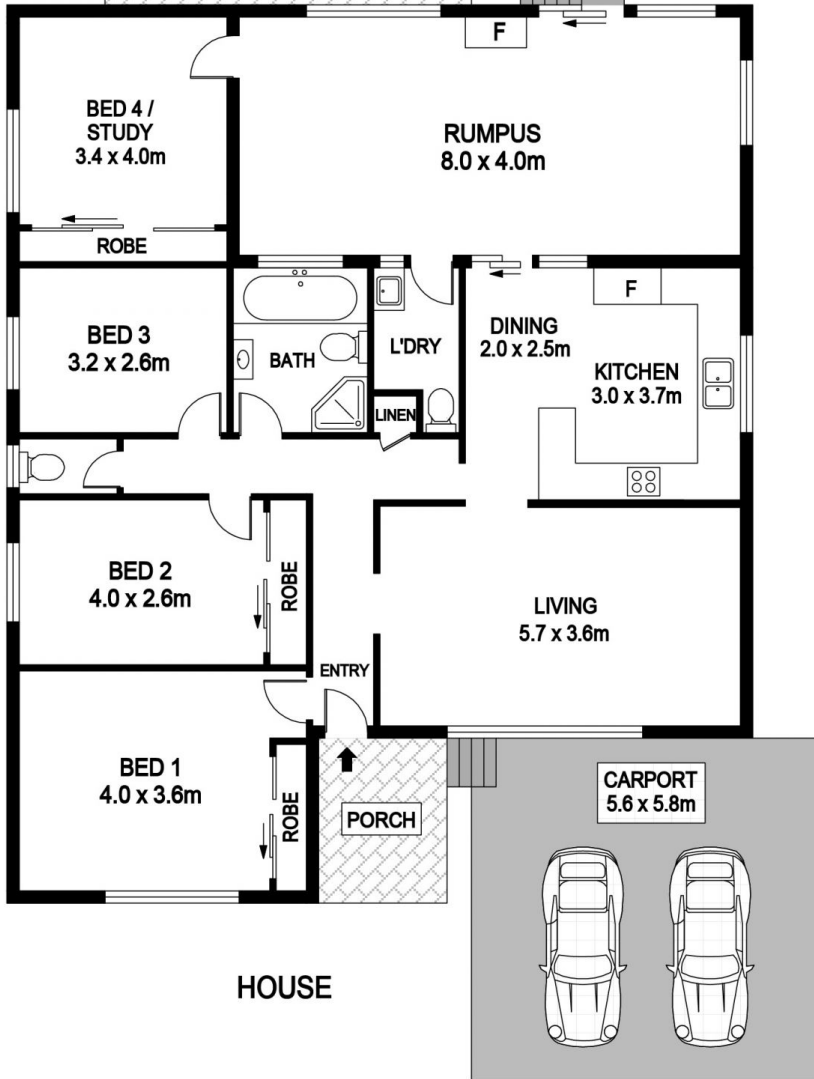 F
BED 4 /
STUDY
3.4 x 4.0m
RUMPUS
8.0 x 4.0m
ROBE
BED 3
3.2 x 2.6m
BATH
L'DRY
LINEN
DINING
2.0 x 2.5m
F
KITCHEN
3.0 x 3.7m
BED 2
4.0 x 2.6m
ROBE
LIVING
5.7 x 3.6m
ENTRY
BED 1
4.0 x 3.6m
ROBE
PORCH
CARPORT
5.6 x 5.8m
HOUSE